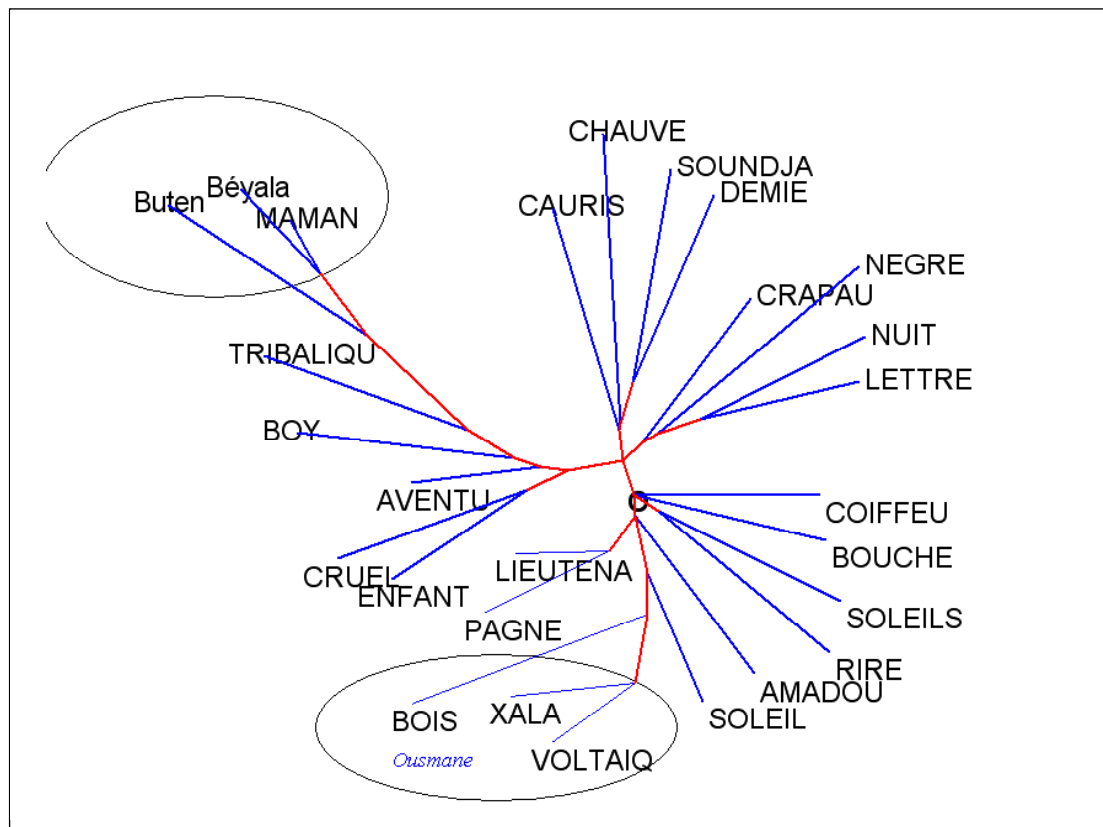 CHAUVE
SOUNDJA
DEMIE
Béyala
Buten
MAMAN
CAURIS
NEGRE
CRAPAU
NUIT
TRIBALIQU
LETTRE
BOY
AVENTU
O
COIFFEU
BOUCHE
LIEUTENA
CRUEL
ENFANT
SOLEILS
PAGNE
RIRE
AMADOU
BOIS
XALA
SOLEIL
Ousmane
VOLTAIQ